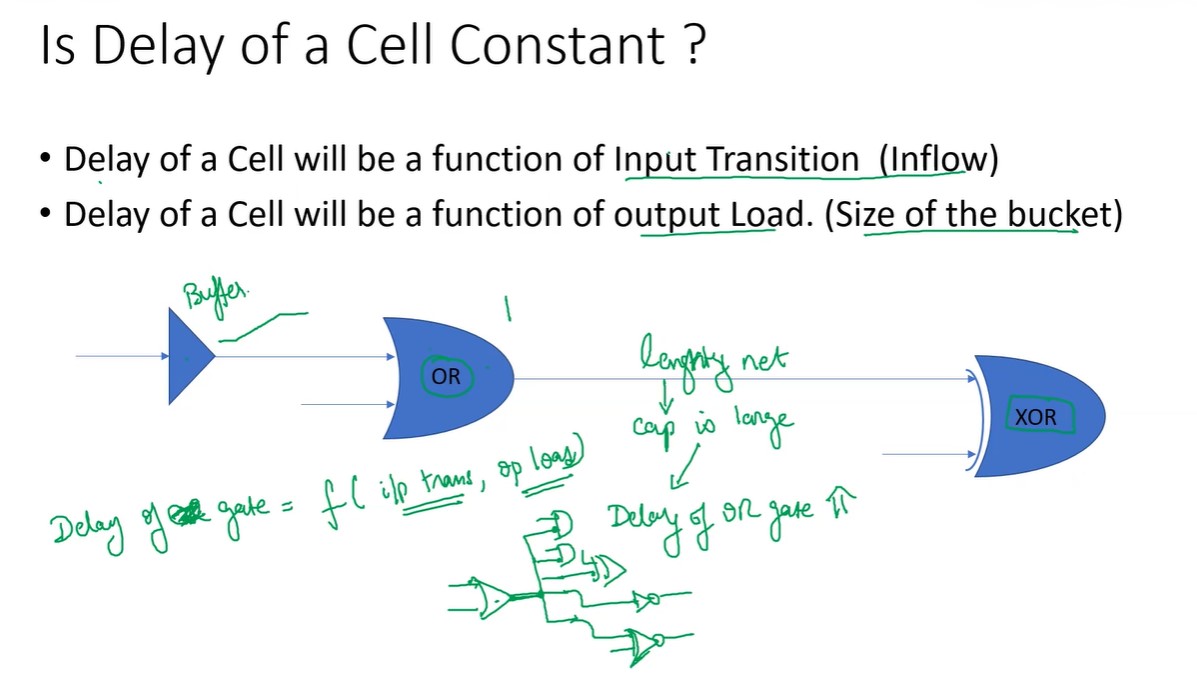 Is Delay of a Cell Constant ?
• Delay of a Cell will be a function of Input Transition (Inflow)
• Delay of a Cell will be a function of output Load. (Size of the bucket)
Buffer.
OR
lenghty net
cap is large
XOR
Delay of gate = f( i/p trans, op load)
Delay of OR gate ⇑